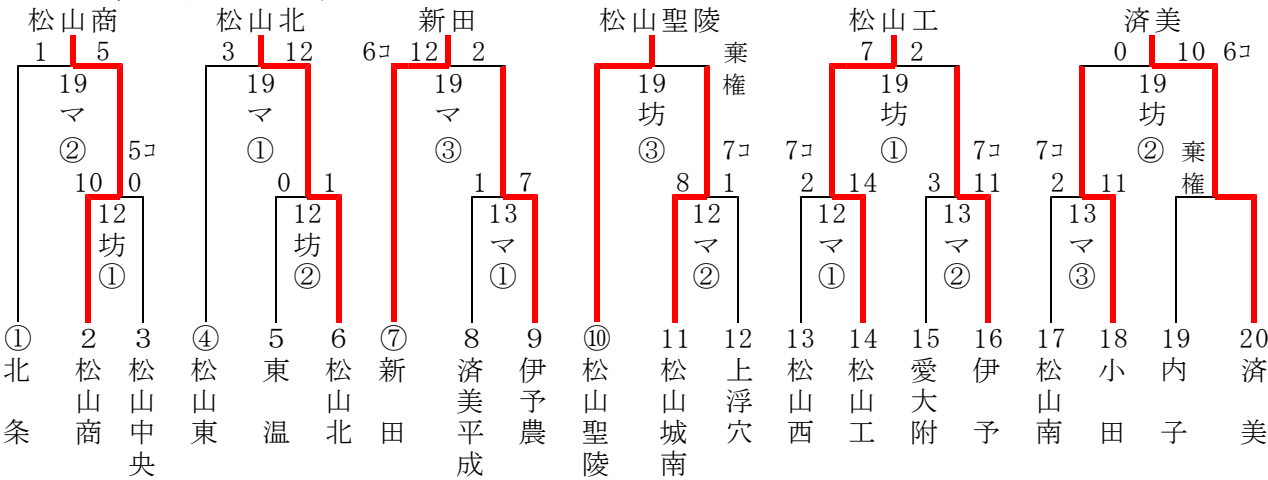 松山商 松山北 新田 松山聖陵 松山工 済美
1 5 3 12 6コ 12 2 棄権 7 2 0 10 6コ
19 19 19 19 19 19
マ マ マ 坊 坊 坊
② ① ③ ③ ① ②
5コ 7コ 7コ 7コ 7コ 棄権
10 0 0 1 1 7 8 1 2 14 3 11 2 11
12 12 13 12 12 13 13
坊 坊 マ マ マ マ マ
① ② ① ② ① ② ③
① 2 3 ④ 5 6 ⑦ 8 9 ⑩ 11 12 13 14 15 16 17 18 19 20
北条 松山商 松山中央 松山東 東温 松山北 新田 済美平成 伊予農 松山聖陵 松山城南 上浮穴 松山西 松山工 愛大附 伊予 松山南 小田 内子 済美